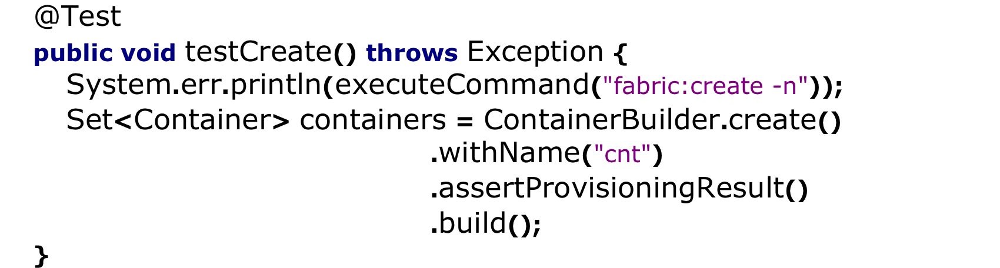 @Test
public void testCreate() throws Exception {
System.err.println(executeCommand("fabric:create -n"));
Set<Container> containers = ContainerBuilder.create()
.withName("cnt")
.assertProvisioningResult()
.build();
}